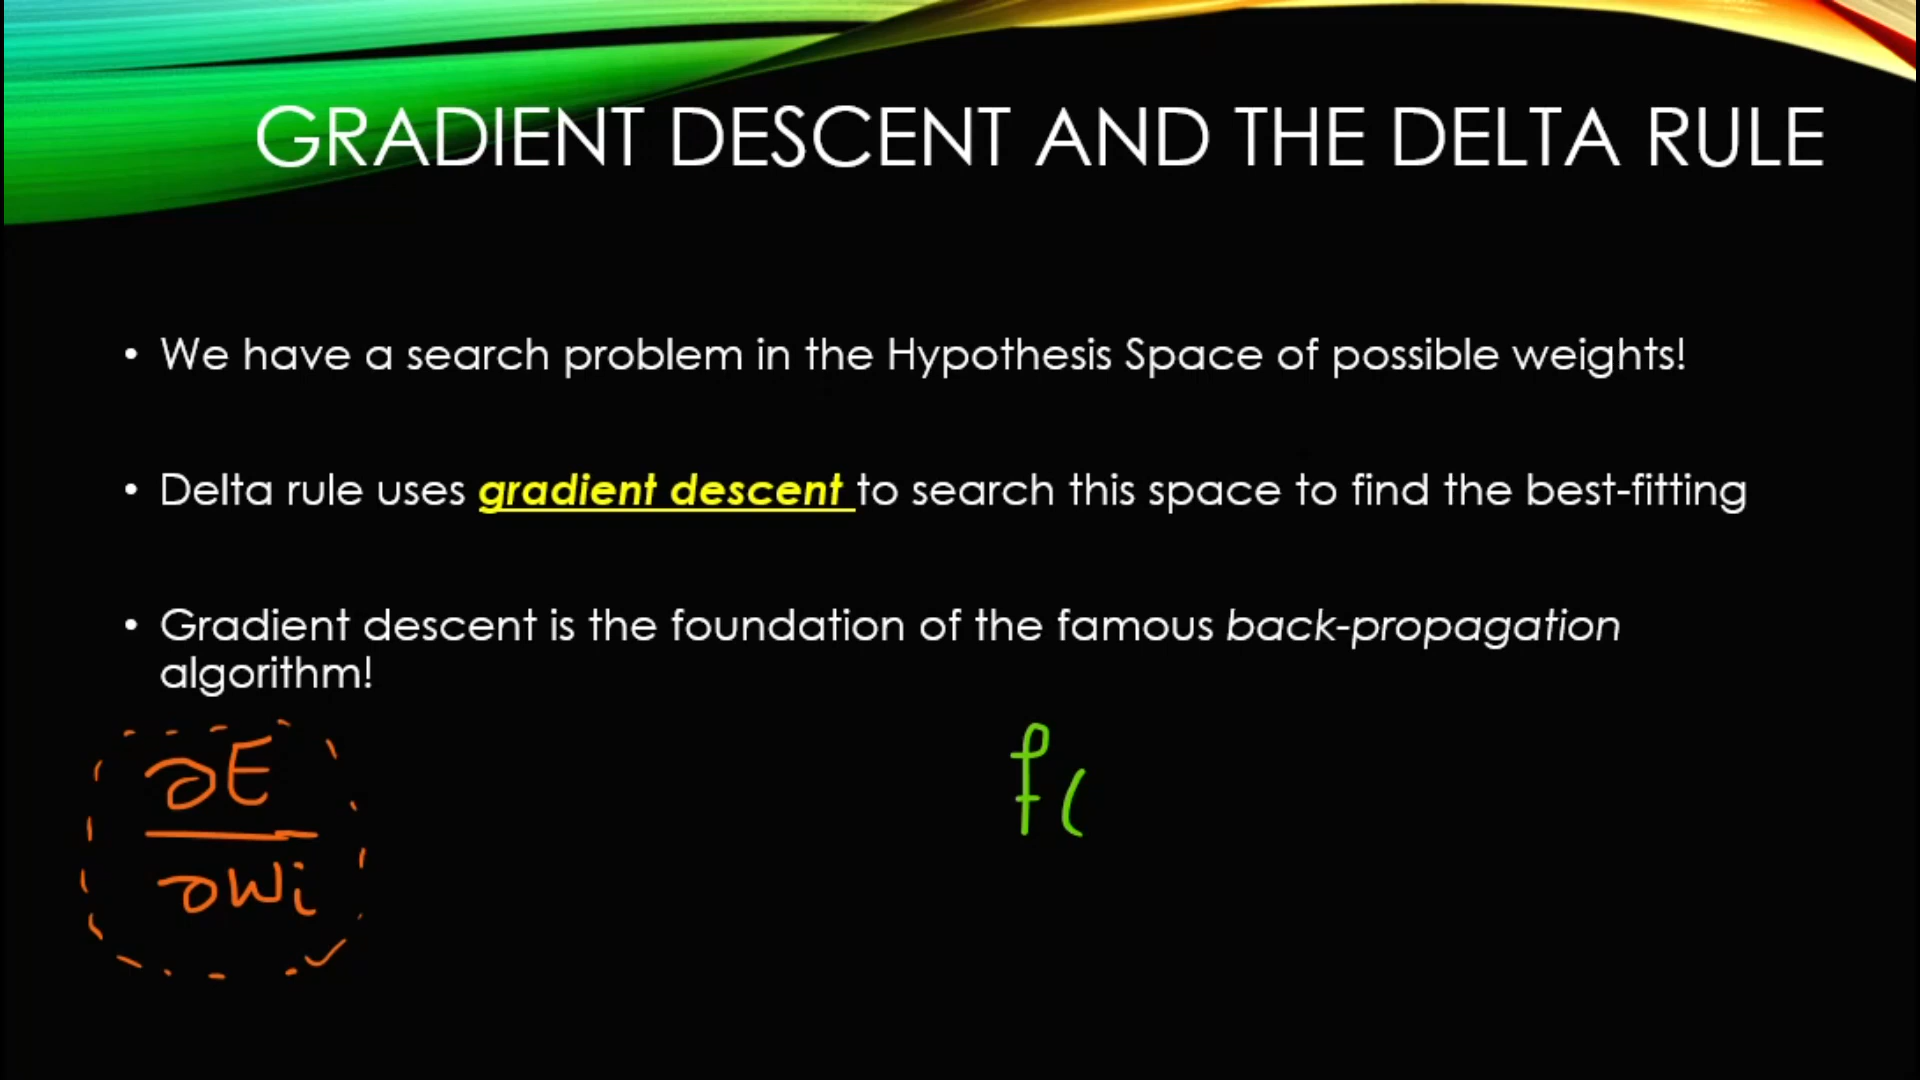 GRADIENT DESCENT AND THE DELTA RULE
• We have a search problem in the Hypothesis Space of possible weights!
• Delta rule uses gradient descent to search this space to find the best-fitting
• Gradient descent is the foundation of the famous back-propagation
algorithm!
∂E
∂Wi
f(